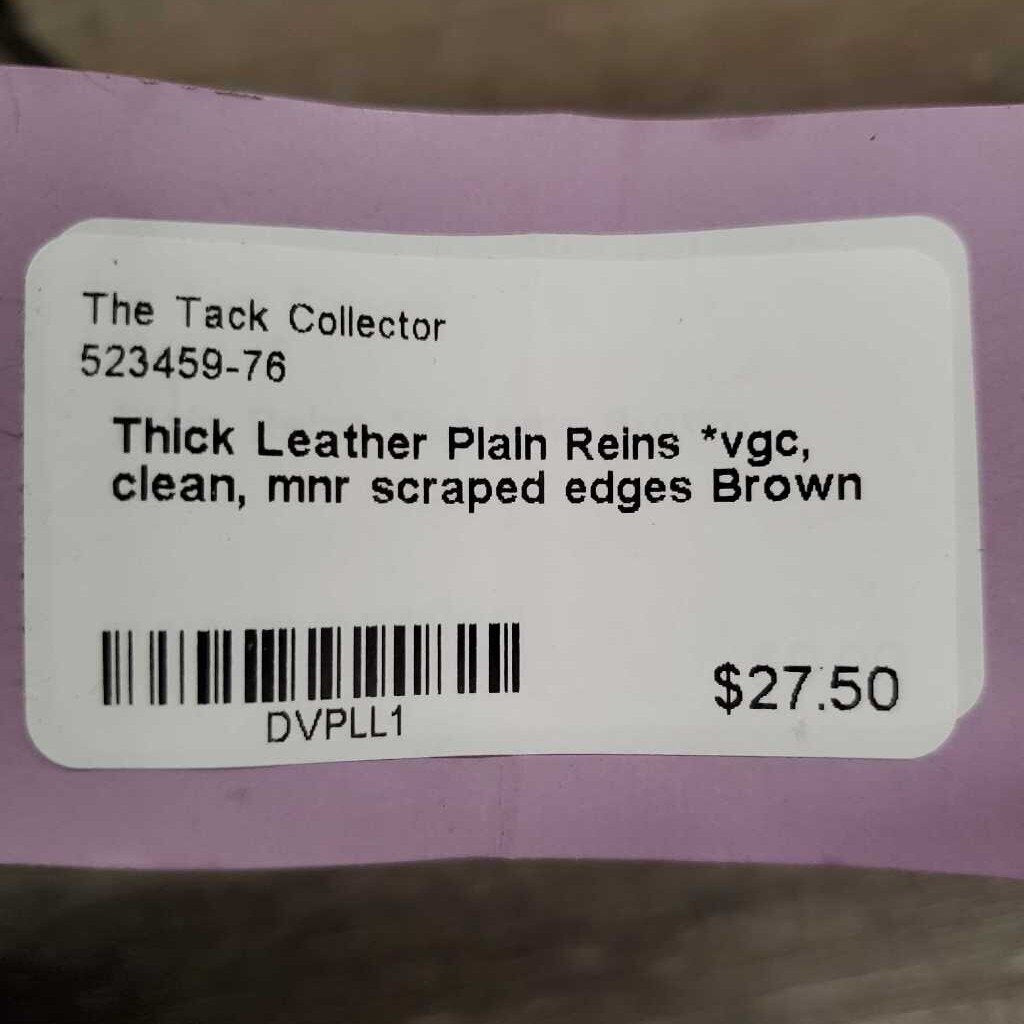 The Tack Collector
523459-76
Thick Leather Plain Reins *vgc,
clean, mnr scraped edges Brown
DVPLL1
$27.50